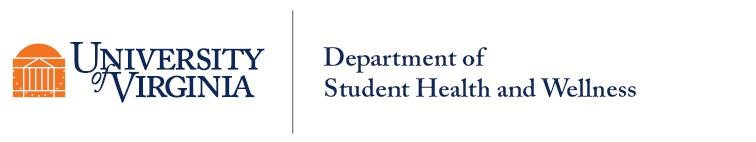 UNIVERSITY
of VIRGINIA
Department of
Student Health and Wellness